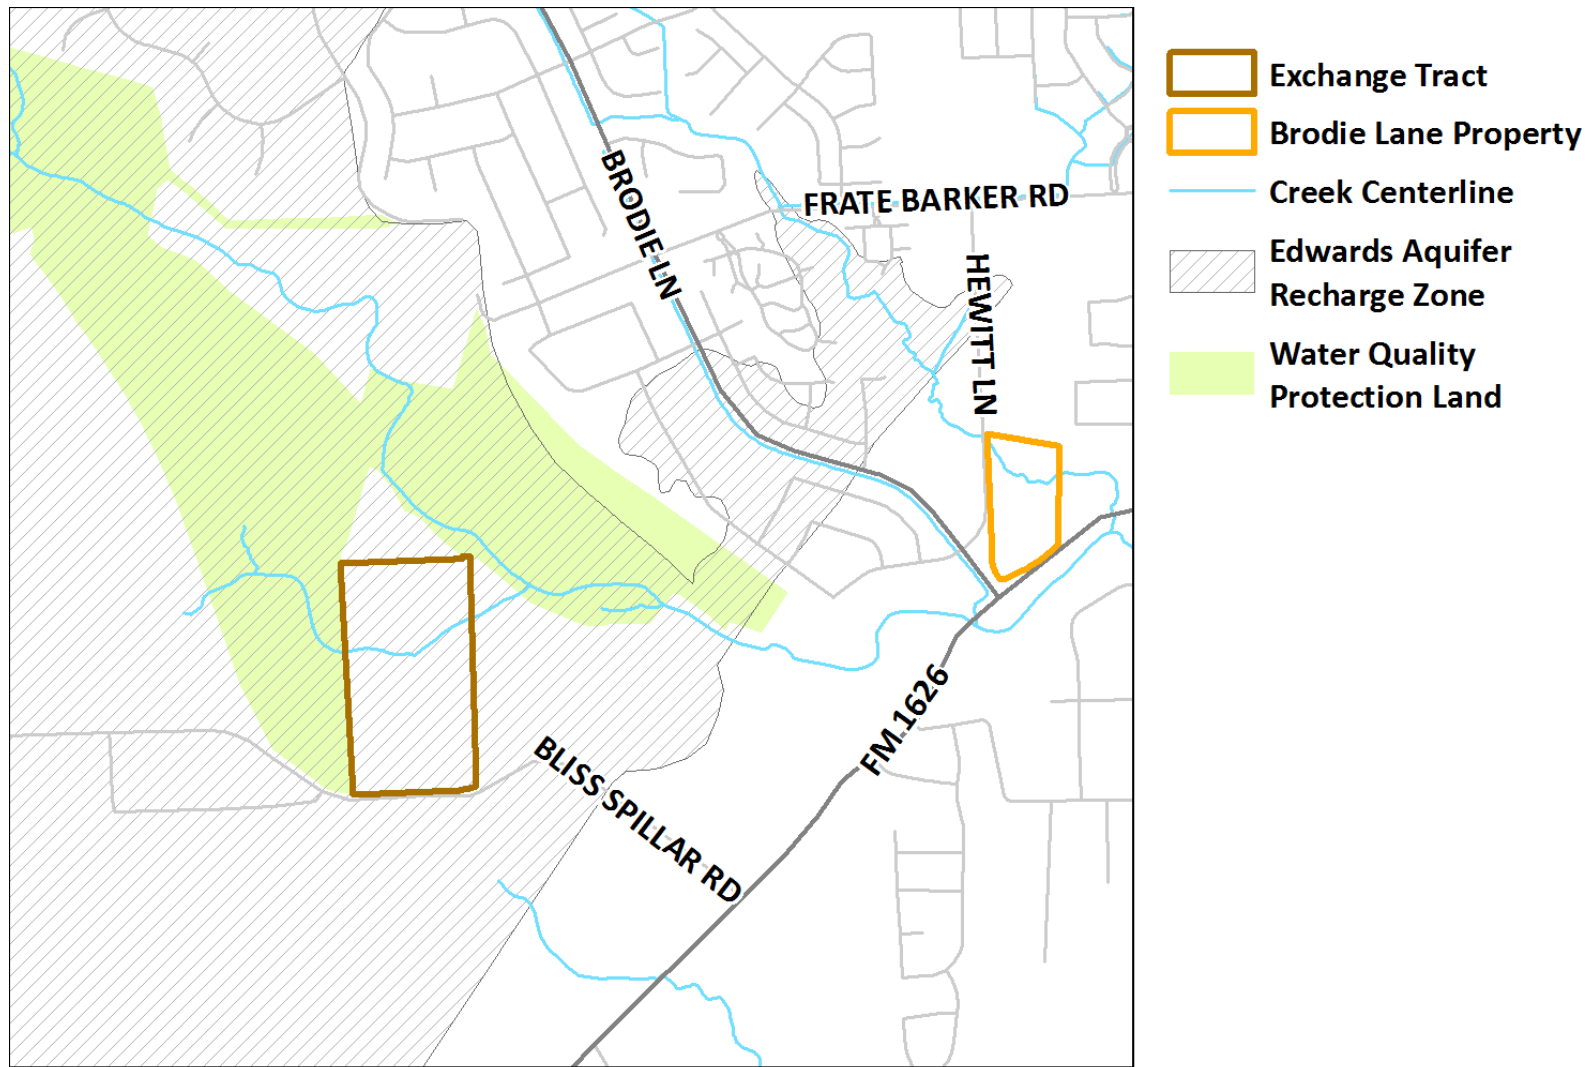 Exchange Tract
Brodie Lane Property
Creek Centerline
Edwards Aquifer
Recharge Zone
Water Quality
Protection Land
BRODIE LN
FRATE BARKER RD
HEWITT LN
FM 1626
BLISS SPILLAR RD